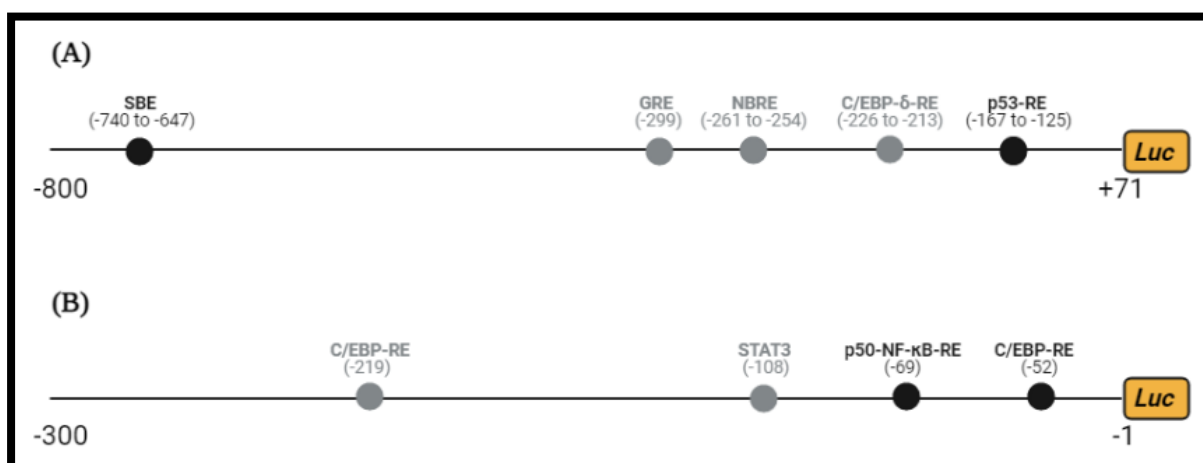 (A)
SBE
(-740 to -647)
GRE
(-299)
NBRE
(-261 to -254)
C/EBP-δ-RE
(-226 to -213)
p53-RE
(-167 to -125)
Luc
-800
+71
(B)
C/EBP-RE
(-219)
STAT3
(-108)
p50-NF-κB-RE
(-69)
C/EBP-RE
(-52)
Luc
-300
-1